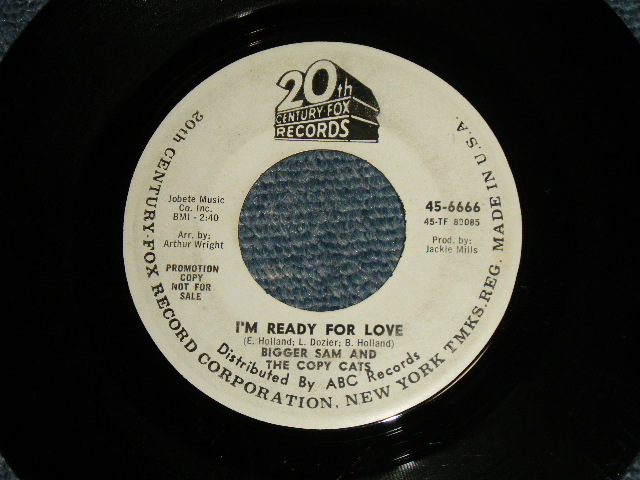 20th
CENTURY-FOX
RECORDS
Jobete Music
Co. Inc.
BMI - 2:40
Arr. by:
Arthur Wright
PROMOTION
COPY
NOT FOR
SALE
45-6666
45-TF 80085
Prod. by:
Jackie Mills
I'M READY FOR LOVE
(E. Holland; L. Dozier; B. Holland)
BIGGER SAM AND
THE COPY CATS
Distributed By ABC Records
20th CENTURY-FOX RECORD CORPORATION, NEW YORK TMKS. REG. MADE IN U.S.A.